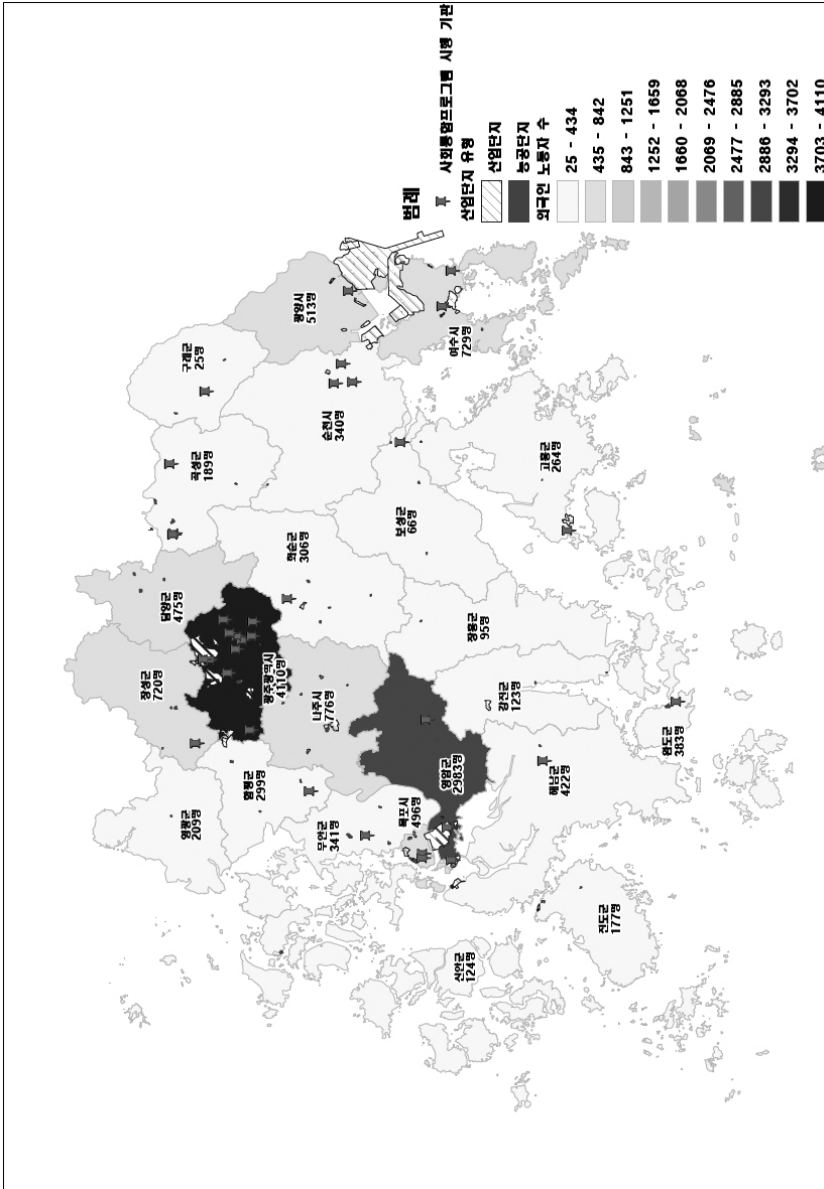 구례군
25명
광양시
513명
곡성군
189명
순천시
340명
여수시
729명
담양군
475명
화순군
306명
보성군
66명
고흥군
264명
장성군
720명
광주광역시
4110명
나주시
776명
장흥군
95명
강진군
123명
영광군
209명
함평군
299명
무안군
341명
목포시
496명
영암군
2983명
해남군
422명
완도군
383명
신안군
124명
진도군
177명
범례
사회통합프로그램 시행 기관
산업단지 유형
산업단지
농공단지
외국인 노동자 수
25 - 434
435 - 842
843 - 1251
1252 - 1659
1660 - 2068
2069 - 2476
2477 - 2885
2886 - 3293
3294 - 3702
3703 - 4110